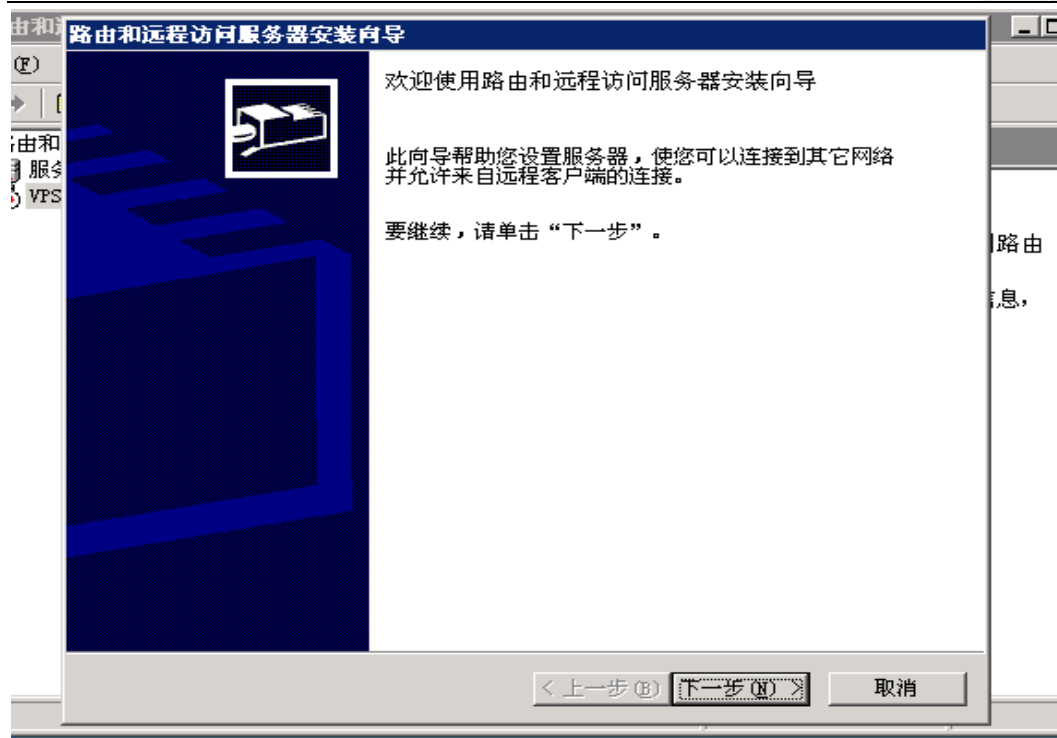 由和
路由和远程访问服务器安装向导
(F)
欢迎使用路由和远程访问服务器安装向导
由和
服务
VPS
此向导帮助您设置服务器，使您可以连接到其它网络
并允许来自远程客户端的连接。
要继续，请单击“下一步”。
路由
息，
< 上一步(B)
下一步(N) >
取消